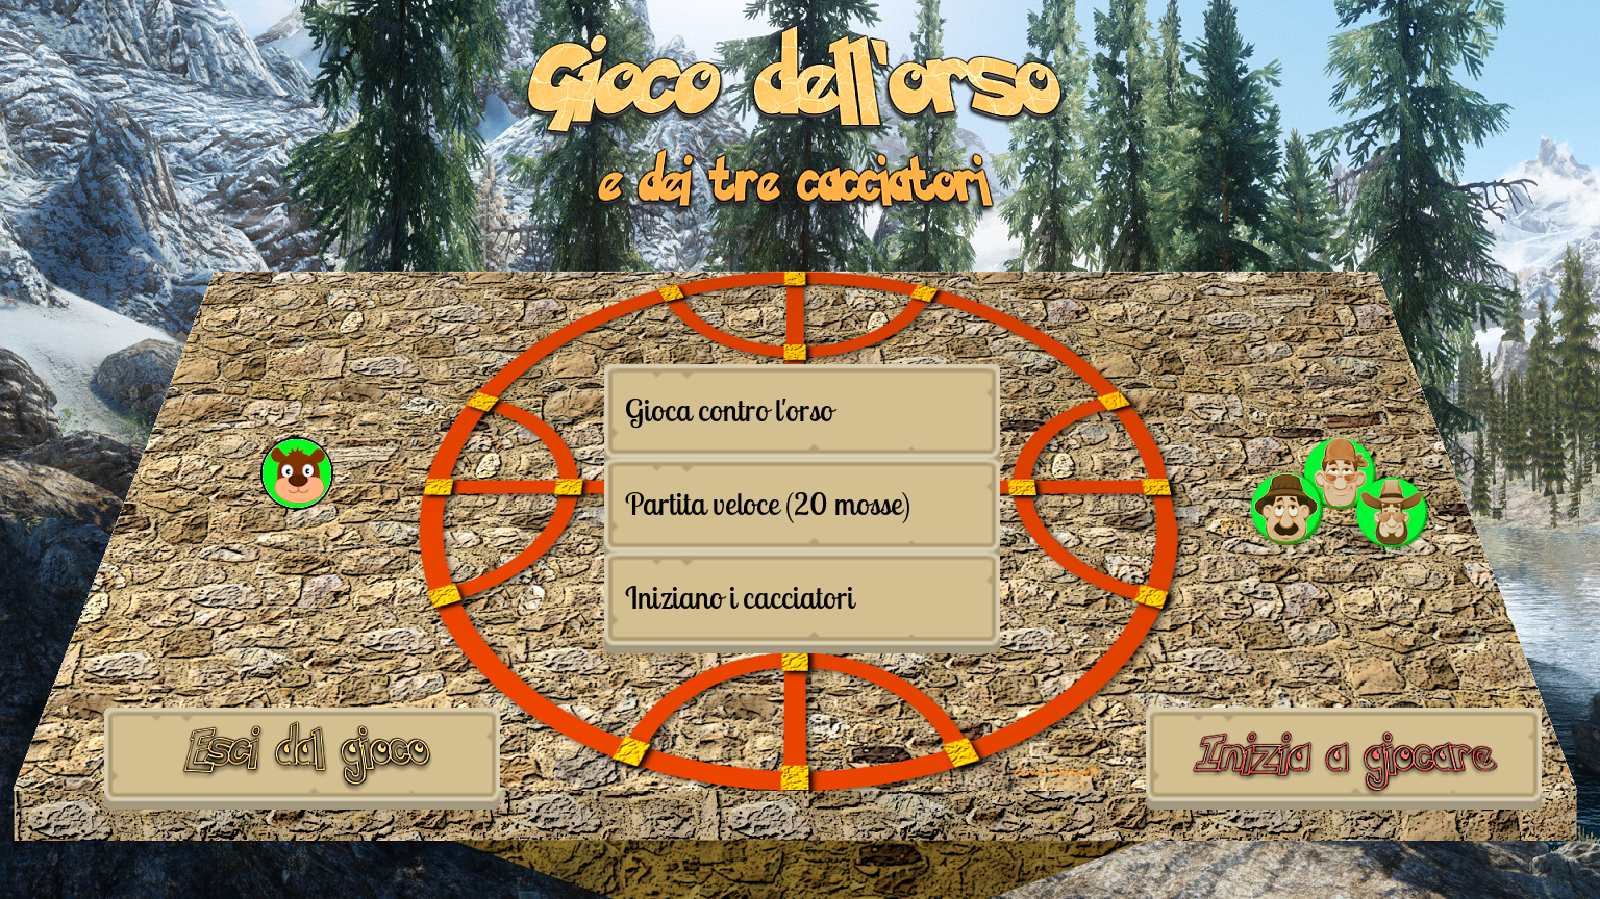 Gioco dell'orso
e dei tre cacciatori
Gioca contro l'orso
Partita veloce (20 mosse)
Iniziano i cacciatori
Esci dal gioco
Inizia a giocare